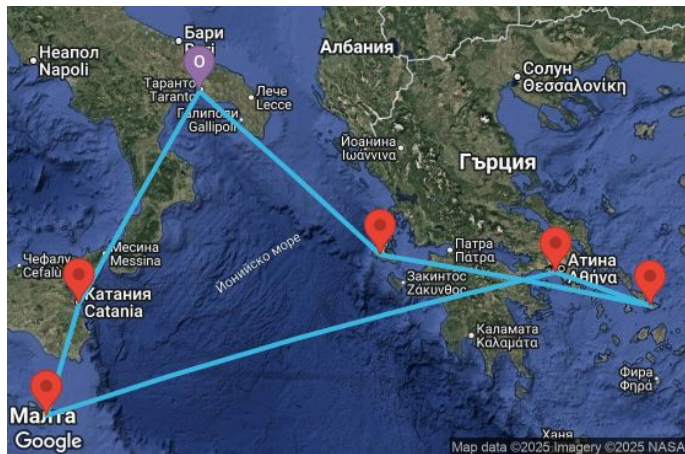 Неапол
Napoli
Бари
Bari
Албания
Солун
Θεσσαλονίκη
O
Таранто
Taranto
Лече
Lecce
Галиполи
Gallipoli
Йоанина
Ιωάννινα
Гърция
Месина
Messina
Чефалу
Cefalù
Йонийско море
Патра
Πάτρα
Атина
Αθήνα
Закинтос
Ζάκυνθος
Катания
Catania
Каламата
Καλαμάτα
Фира
Φηρά
Малта
Google
Ханя
Map data ©2025 Imagery ©2025 NASA